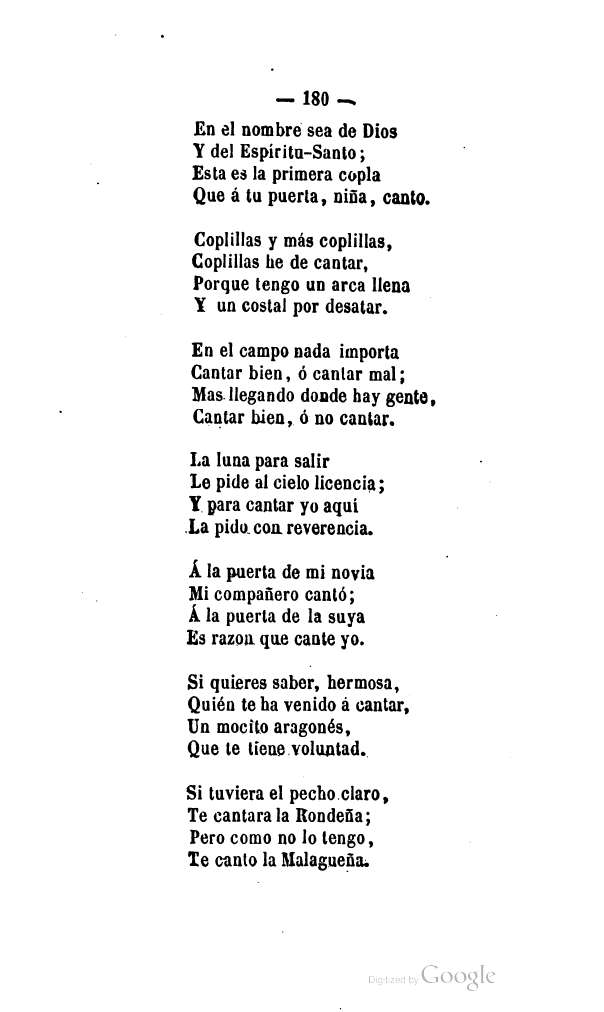 — 180 —
En el nombre sea de Dios
Y del Espíritu-Santo;
Esta es la primera copla
Que á tu puerta, niña, canto.
Coplillas y más coplillas,
Coplillas he de cantar,
Porque tengo un arca llena
Y un costal por desatar.
En el campo nada importa
Cantar bien, ó cantar mal;
Mas llegando donde hay gente,
Cantar bien, ó no cantar.
La luna para salir
Le pide al cielo licencia;
Y para cantar yo aquí
La pido con reverencia.
Á la puerta de mi novia
Mi compañero cantó;
Á la puerta de la suya
Es razon que cante yo.
Si quieres saber, hermosa,
Quién te ha venido á cantar,
Un mocito aragonés,
Que te tiene voluntad.
Si tuviera el pecho claro,
Te cantara la Rondeña;
Pero como no lo tengo,
Te canto la Malagueña.
Digitized by Google